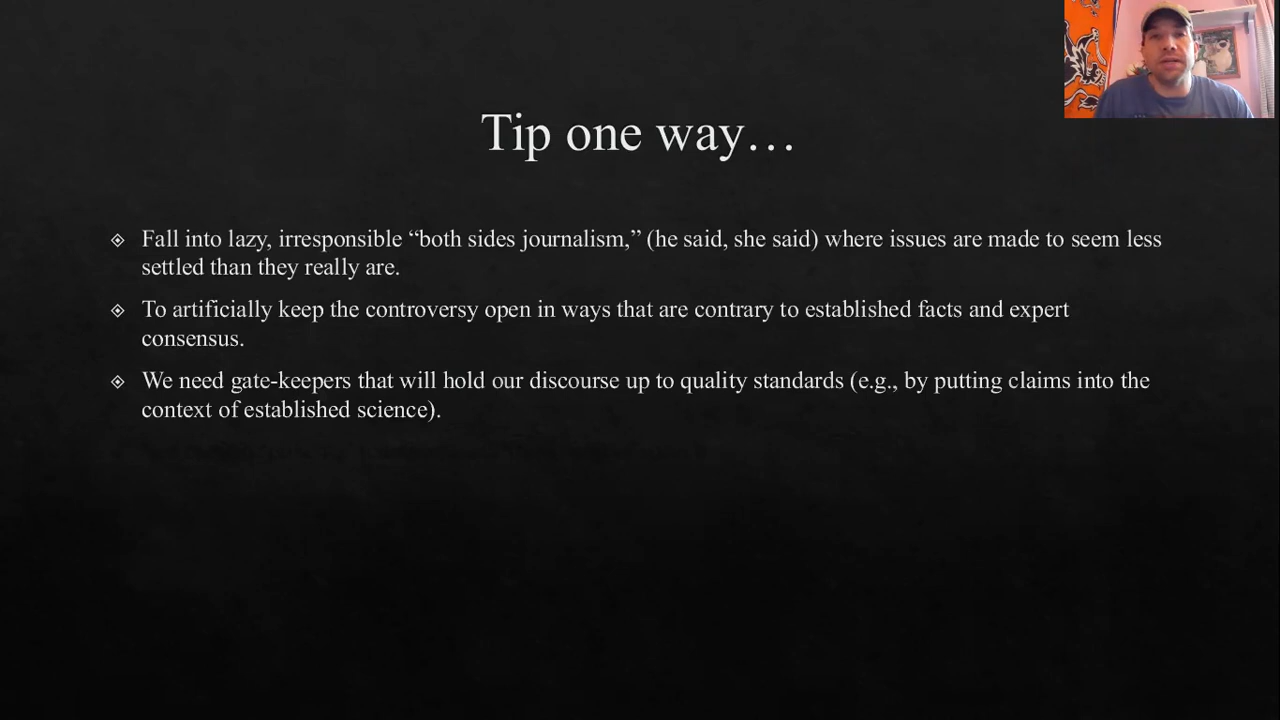 Tip one way…
Fall into lazy, irresponsible “both sides journalism,” (he said, she said) where issues are made to seem less
settled than they really are.
To artificially keep the controversy open in ways that are contrary to established facts and expert
consensus.
We need gate-keepers that will hold our discourse up to quality standards (e.g., by putting claims into the
context of established science).